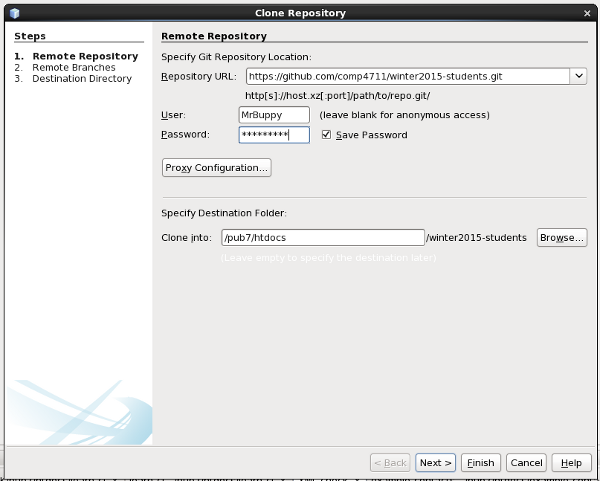 Clone Repository
Steps
1. Remote Repository
2. Remote Branches
3. Destination Directory
Remote Repository
Specify Git Repository Location:
Repository URL: https://github.com/comp4711/winter2015-students.git
http[s]://host.xz[:port]/path/to/repo.git/
User: MrBuppy (leave blank for anonymous access)
Password: ********* Save Password
Proxy Configuration...
Specify Destination Folder:
Clone into: /pub7/htdocs /winter2015-students Browse...
(Leave empty to specify the destination later)
< Back Next > Finish Cancel Help